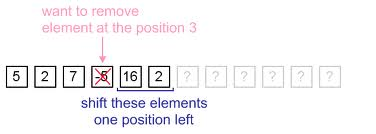 want to remove
element at the position 3
5 2 7 -5 16 2 ? ? ? ? ? ? ?
shift these elements
one position left